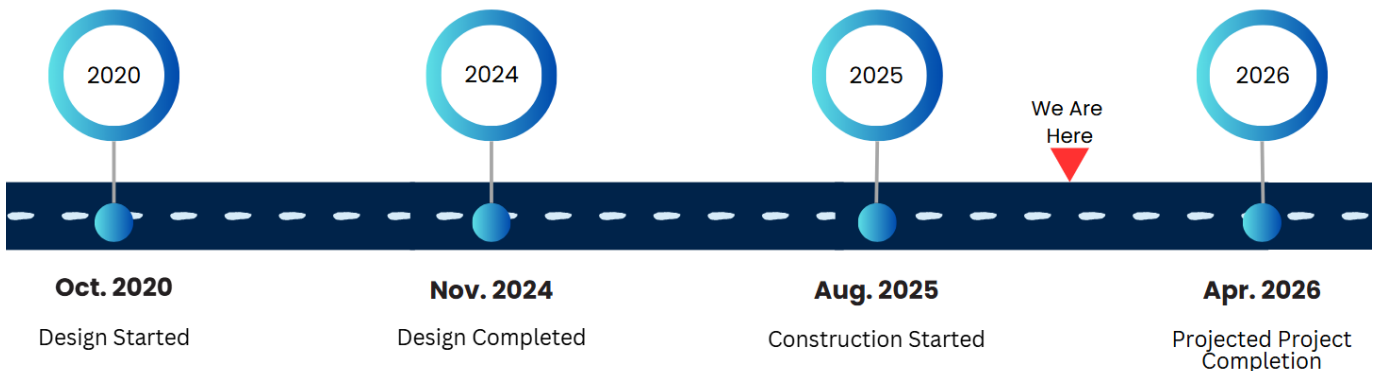 2020
2024
2025
2026
We Are
Here
Oct. 2020
Nov. 2024
Aug. 2025
Apr. 2026
Design Started
Design Completed
Construction Started
Projected Project
Completion